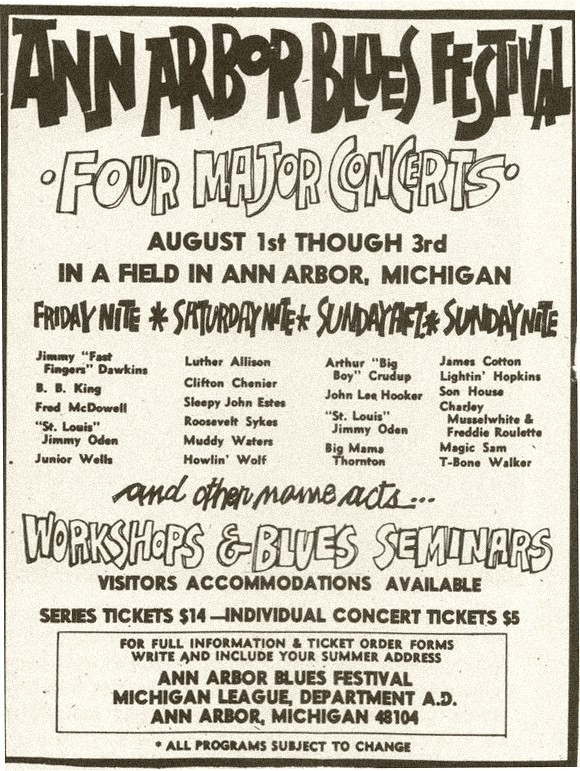 ANN ARBOR BLUES FESTIVAL
•FOUR MAJOR CONCERTS•
AUGUST 1st THOUGH 3rd
IN A FIELD IN ANN ARBOR, MICHIGAN
FRIDAY NITE * SATURDAY NITE * SUNDAY AFT. * SUNDAY NITE
Jimmy "Fast
Fingers" Dawkins
B. B. King
Fred McDowell
"St. Louis"
Jimmy Oden
Junior Wells
Luther Allison
Clifton Chenier
Sleepy John Estes
Roosevelt Sykes
Muddy Waters
Howlin' Wolf
Arthur "Big
Boy" Crudup
John Lee Hooker
"St. Louis"
Jimmy Oden
Big Mama
Thornton
James Cotton
Lightin' Hopkins
Son House
Charley
Musselwhite &
Freddie Roulette
Magic Sam
T-Bone Walker
and other name acts...
WORKSHOPS & BLUES SEMINARS
VISITORS ACCOMMODATIONS AVAILABLE
SERIES TICKETS $14 —INDIVIDUAL CONCERT TICKETS $5
FOR FULL INFORMATION & TICKET ORDER FORMS
WRITE AND INCLUDE YOUR SUMMER ADDRESS
ANN ARBOR BLUES FESTIVAL
MICHIGAN LEAGUE, DEPARTMENT A.D.
ANN ARBOR, MICHIGAN 48104
* ALL PROGRAMS SUBJECT TO CHANGE